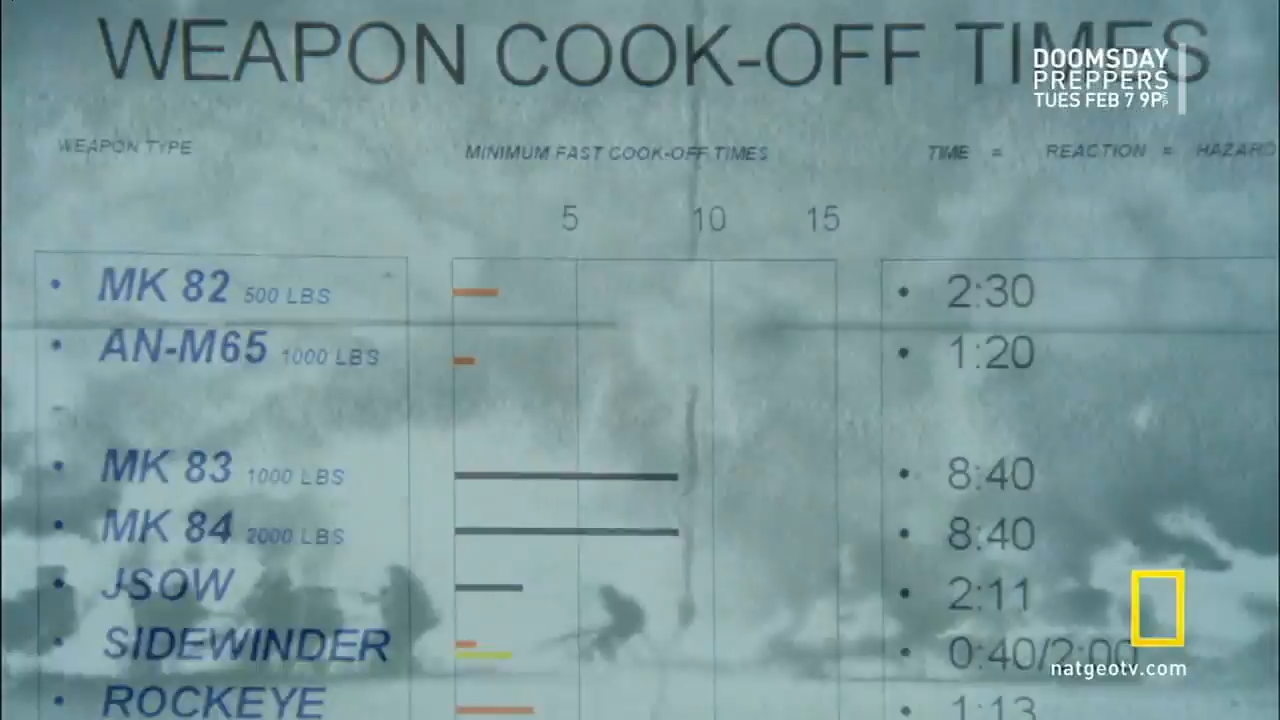 WEAPON COOK-OFF TIMES
DOOMSDAY
PREPPERS
TUES FEB 7 9P
WEAPON TYPE MINIMUM FAST COOK-OFF TIMES TIME = REACTION = HAZARD
5 10 15
• MK 82 500 LBS • 2:30
• AN-M65 1000 LBS • 1:20
• MK 83 1000 LBS • 8:40
• MK 84 2000 LBS • 8:40
• JSOW • 2:11
• SIDEWINDER • 0:40/2:00
natgeotv.com
• ROCKEYE • 1:13